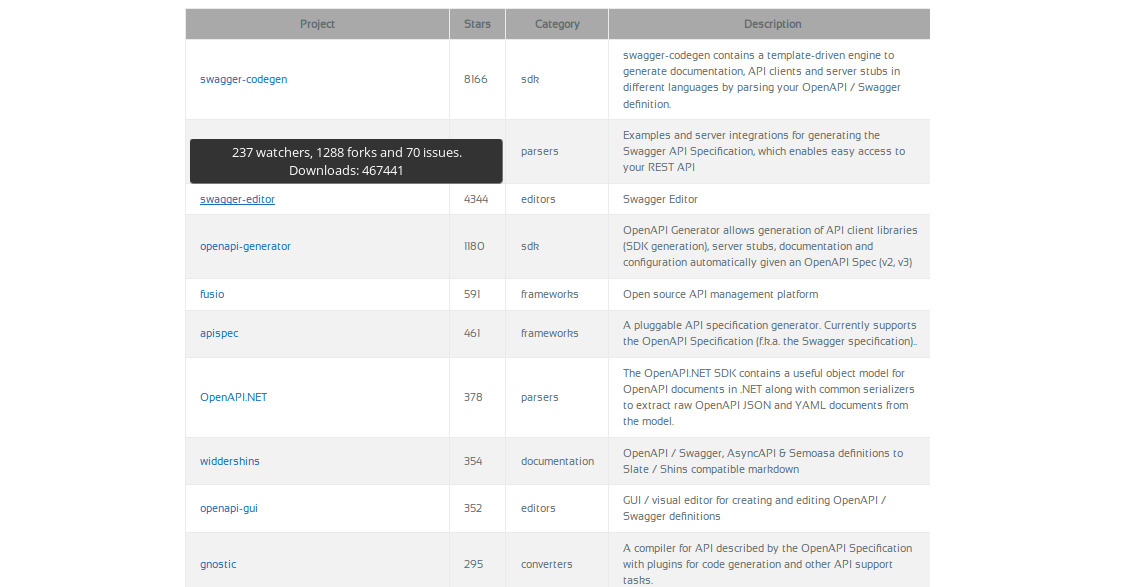 Project Stars Category Description
swagger-codegen 8166 sdk
swagger-codegen contains a template-driven engine to
generate documentation, API clients and server stubs in
different languages by parsing your OpenAPI / Swagger
definition.
237 watchers, 1288 forks and 70 issues.
Downloads: 467441
parsers
Examples and server integrations for generating the
Swagger API Specification, which enables easy access to
your REST API
swagger-editor 4344 editors Swagger Editor
openapi-generator 1180 sdk
OpenAPI Generator allows generation of API client libraries
(SDK generation), server stubs, documentation and
configuration automatically given an OpenAPI Spec (v2, v3)
fusio 591 frameworks Open source API management platform
apispec 461 frameworks
A pluggable API specification generator. Currently supports
the OpenAPI Specification (f.k.a. the Swagger specification)..
OpenAPI.NET 378 parsers
The OpenAPI.NET SDK contains a useful object model for
OpenAPI documents in .NET along with common serializers
to extract raw OpenAPI JSON and YAML documents from
the model.
widdershins 354 documentation
OpenAPI / Swagger, AsyncAPI & Semoasa definitions to
Slate / Shins compatible markdown
openapi-gui 352 editors
GUI / visual editor for creating and editing OpenAPI /
Swagger definitions
gnostic 295 converters
A compiler for API described by the OpenAPI Specification
with plugins for code generation and other API support
tasks.